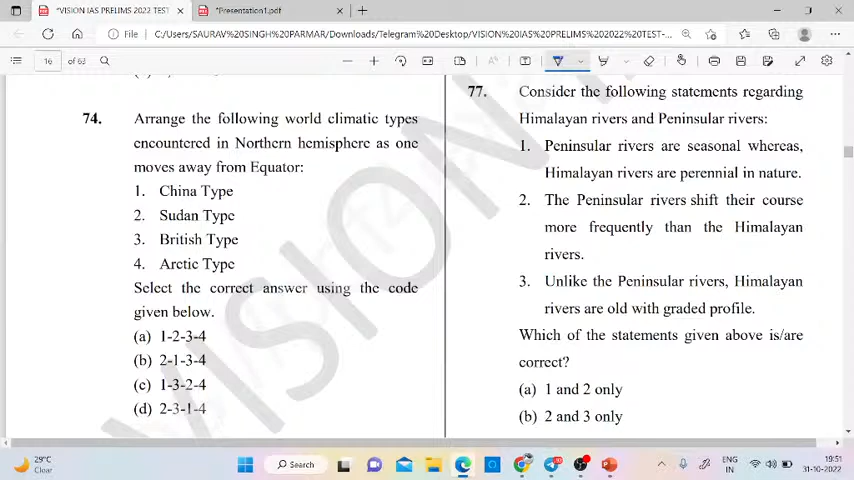 *VISION IAS PRELIMS 2022 TEST
*Presentation1.pdf
File
C:/Users/SAURAV%20SINGH%20PARMAR/Downloads/Telegram%20Desktop/VISION%20IAS%20PRELIMS%202022%20TEST-...
16 of 63
74. Arrange the following world climatic types
encountered in Northern hemisphere as one
moves away from Equator:
1. China Type
2. Sudan Type
3. British Type
4. Arctic Type
Select the correct answer using the code
given below.
(a) 1-2-3-4
(b) 2-1-3-4
(c) 1-3-2-4
(d) 2-3-1-4
77. Consider the following statements regarding
Himalayan rivers and Peninsular rivers:
1. Peninsular rivers are seasonal whereas,
Himalayan rivers are perennial in nature.
2. The Peninsular rivers shift their course
more frequently than the Himalayan
rivers.
3. Unlike the Peninsular rivers, Himalayan
rivers are old with graded profile.
Which of the statements given above is/are
correct?
(a) 1 and 2 only
(b) 2 and 3 only
VISION
29°C
Clear
Search
ENG
IN
19:51
31-10-2022